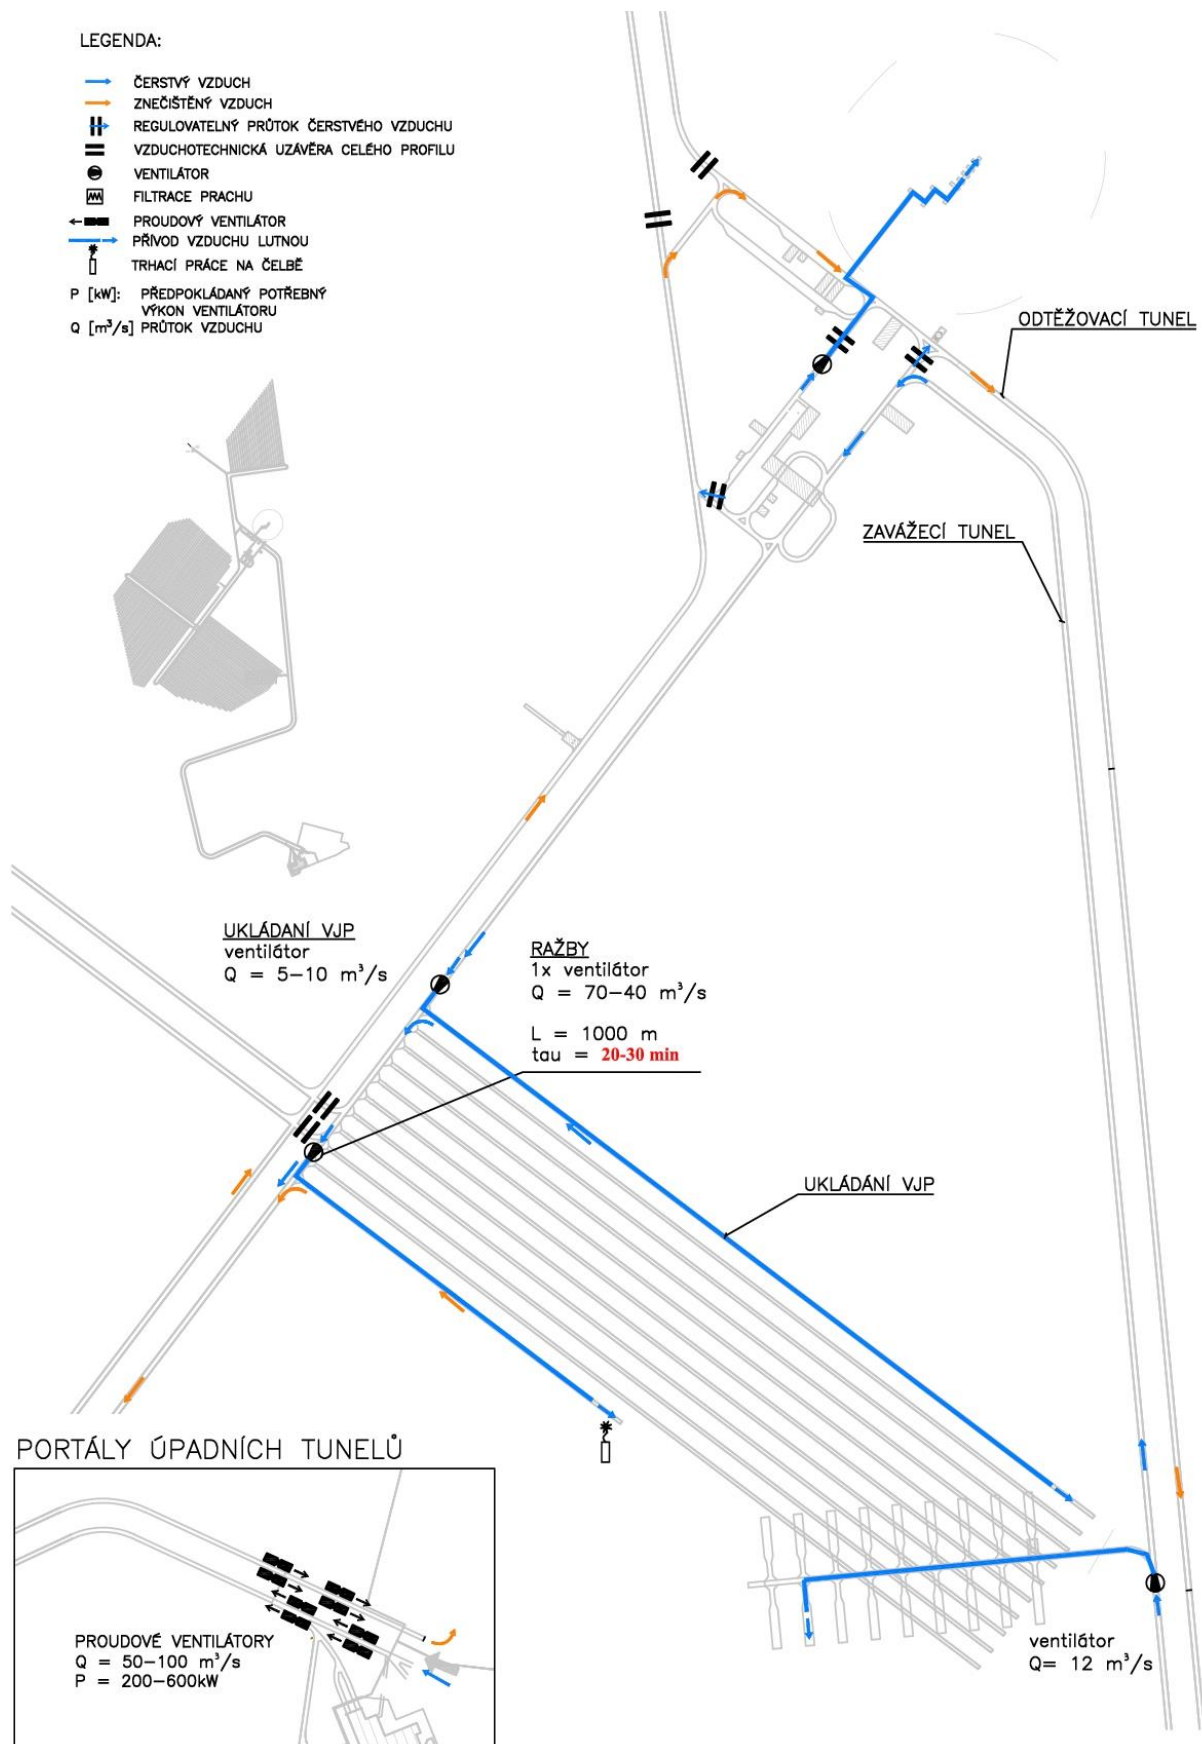 LEGENDA:
ČERSTVÝ VZDUCH
ZNEČIŠTĚNÝ VZDUCH
REGULOVATELNÝ PRŮTOK ČERSTVÉHO VZDUCHU
VZDUCHOTECHNICKÁ UZÁVĚRA CELÉHO PROFILU
VENTILÁTOR
FILTRACE PRACHU
PROUDOVÝ VENTILÁTOR
PŘÍVOD VZDUCHU LUTNOU
TRHACÍ PRÁCE NA ČELBĚ
P [kW]: PŘEDPOKLÁDANÝ POTŘEBNÝ
VÝKON VENTILÁTORU
Q [m³/s] PRŮTOK VZDUCHU
ODTĚŽOVACÍ TUNEL
ZAVÁŽECÍ TUNEL
UKLÁDANÍ VJP
ventilátor
Q = 5–10 m³/s
RAŽBY
1x ventilátor
Q = 70–40 m³/s
L = 1000 m
tau = 20-30 min
UKLÁDÁNÍ VJP
PORTÁLY ÚPADNÍCH TUNELŮ
PROUDOVÉ VENTILÁTORY
Q = 50–100 m³/s
P = 200–600kW
ventilátor
Q= 12 m³/s